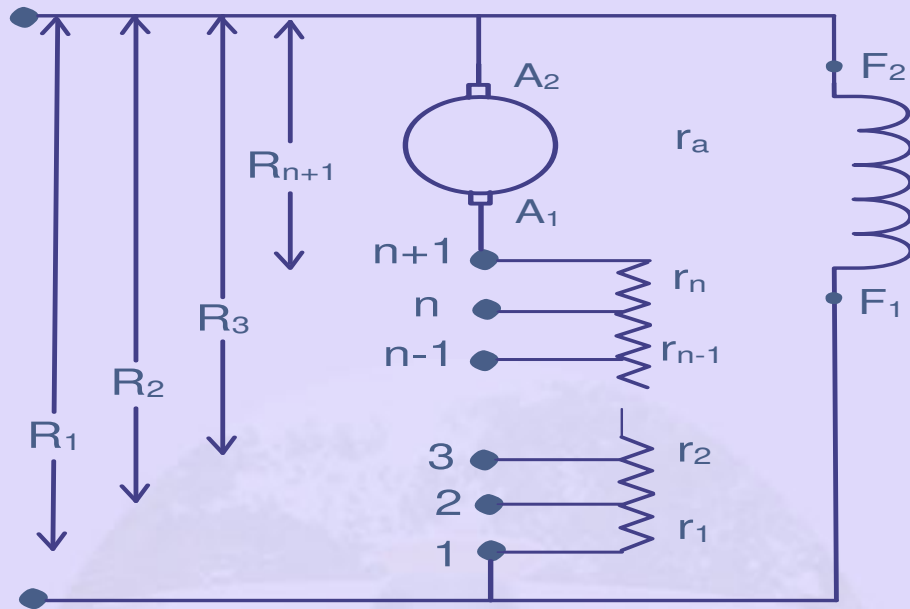 F₂
A₂
rₐ
Rₙ₊₁
A₁
n+1
rₙ
F₁
n
R₃
n-1
rₙ₋₁
R₂
R₁
3
r₂
2
r₁
1